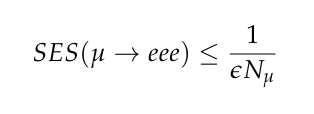 SES(μ → eee) ≤ 1/(ϵN_μ)